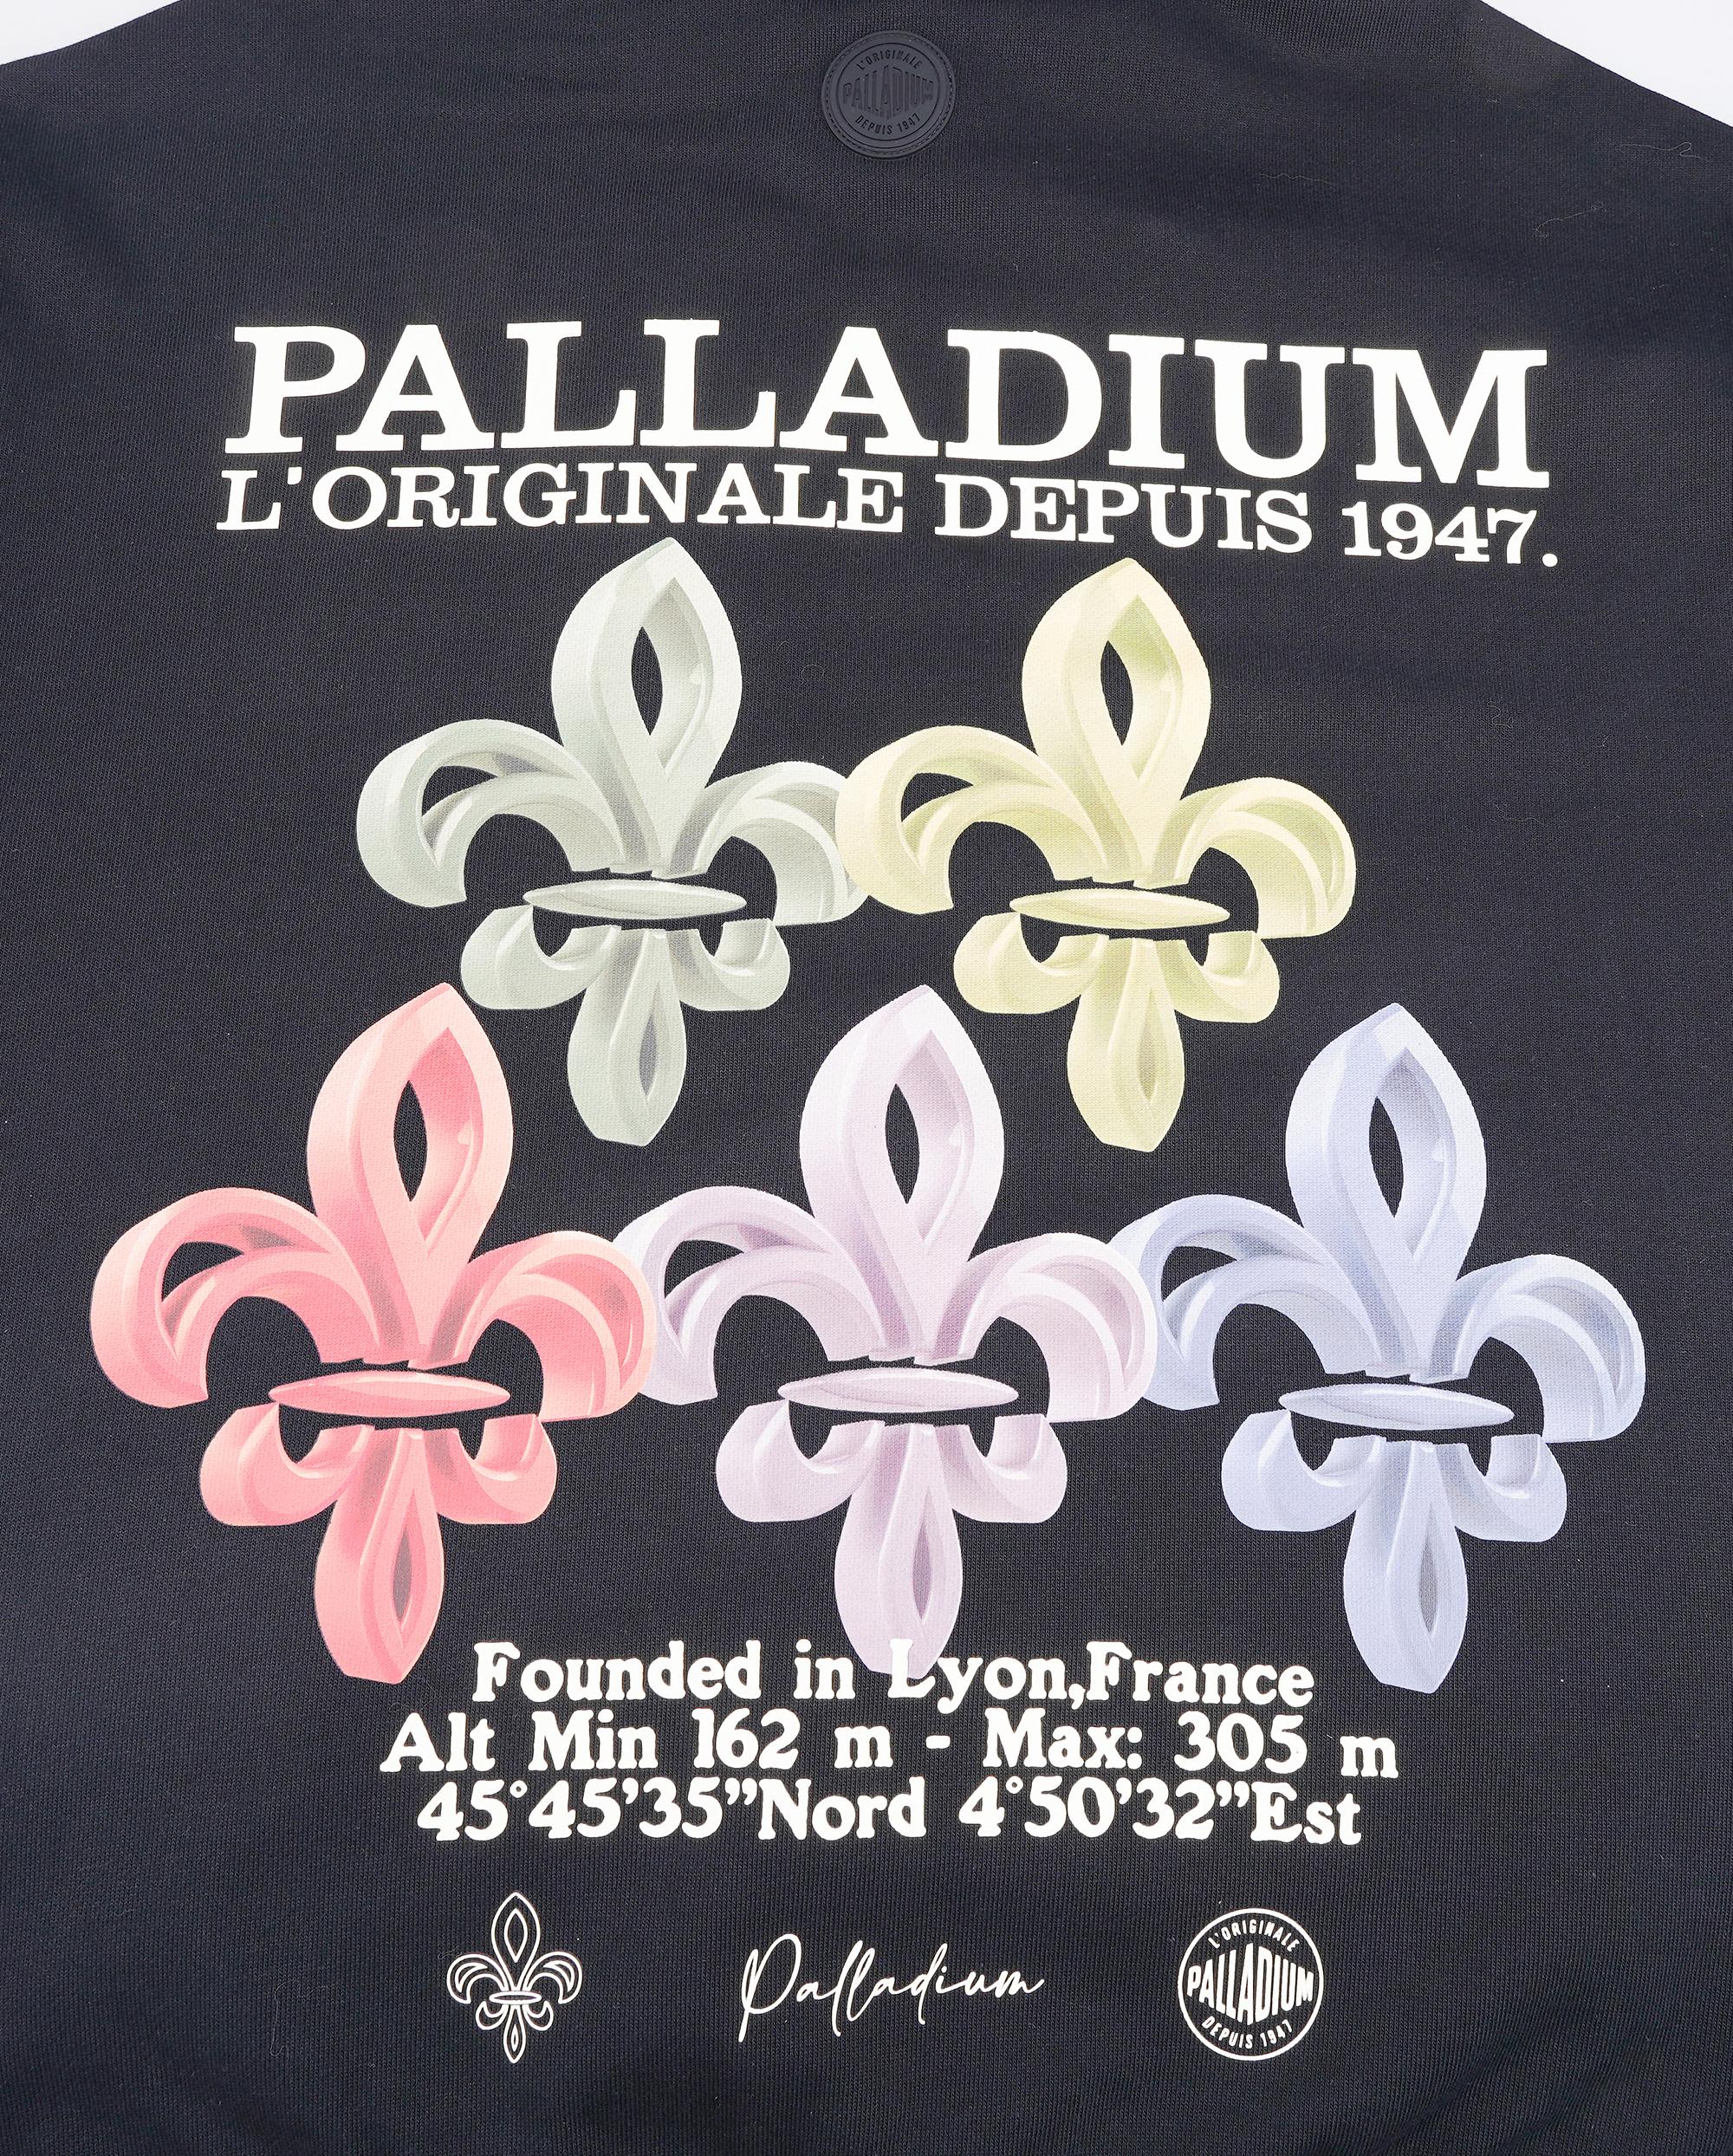 L'ORIGINALE
PALLADIUM
DEPUIS 1947
PALLADIUM
L'ORIGINALE DEPUIS 1947.
Founded in Lyon,France
Alt Min 162 m - Max: 305 m
45°45’35”Nord 4°50’32”Est
Palladium
L'ORIGINALE
PALLADIUM
DEPUIS 1947